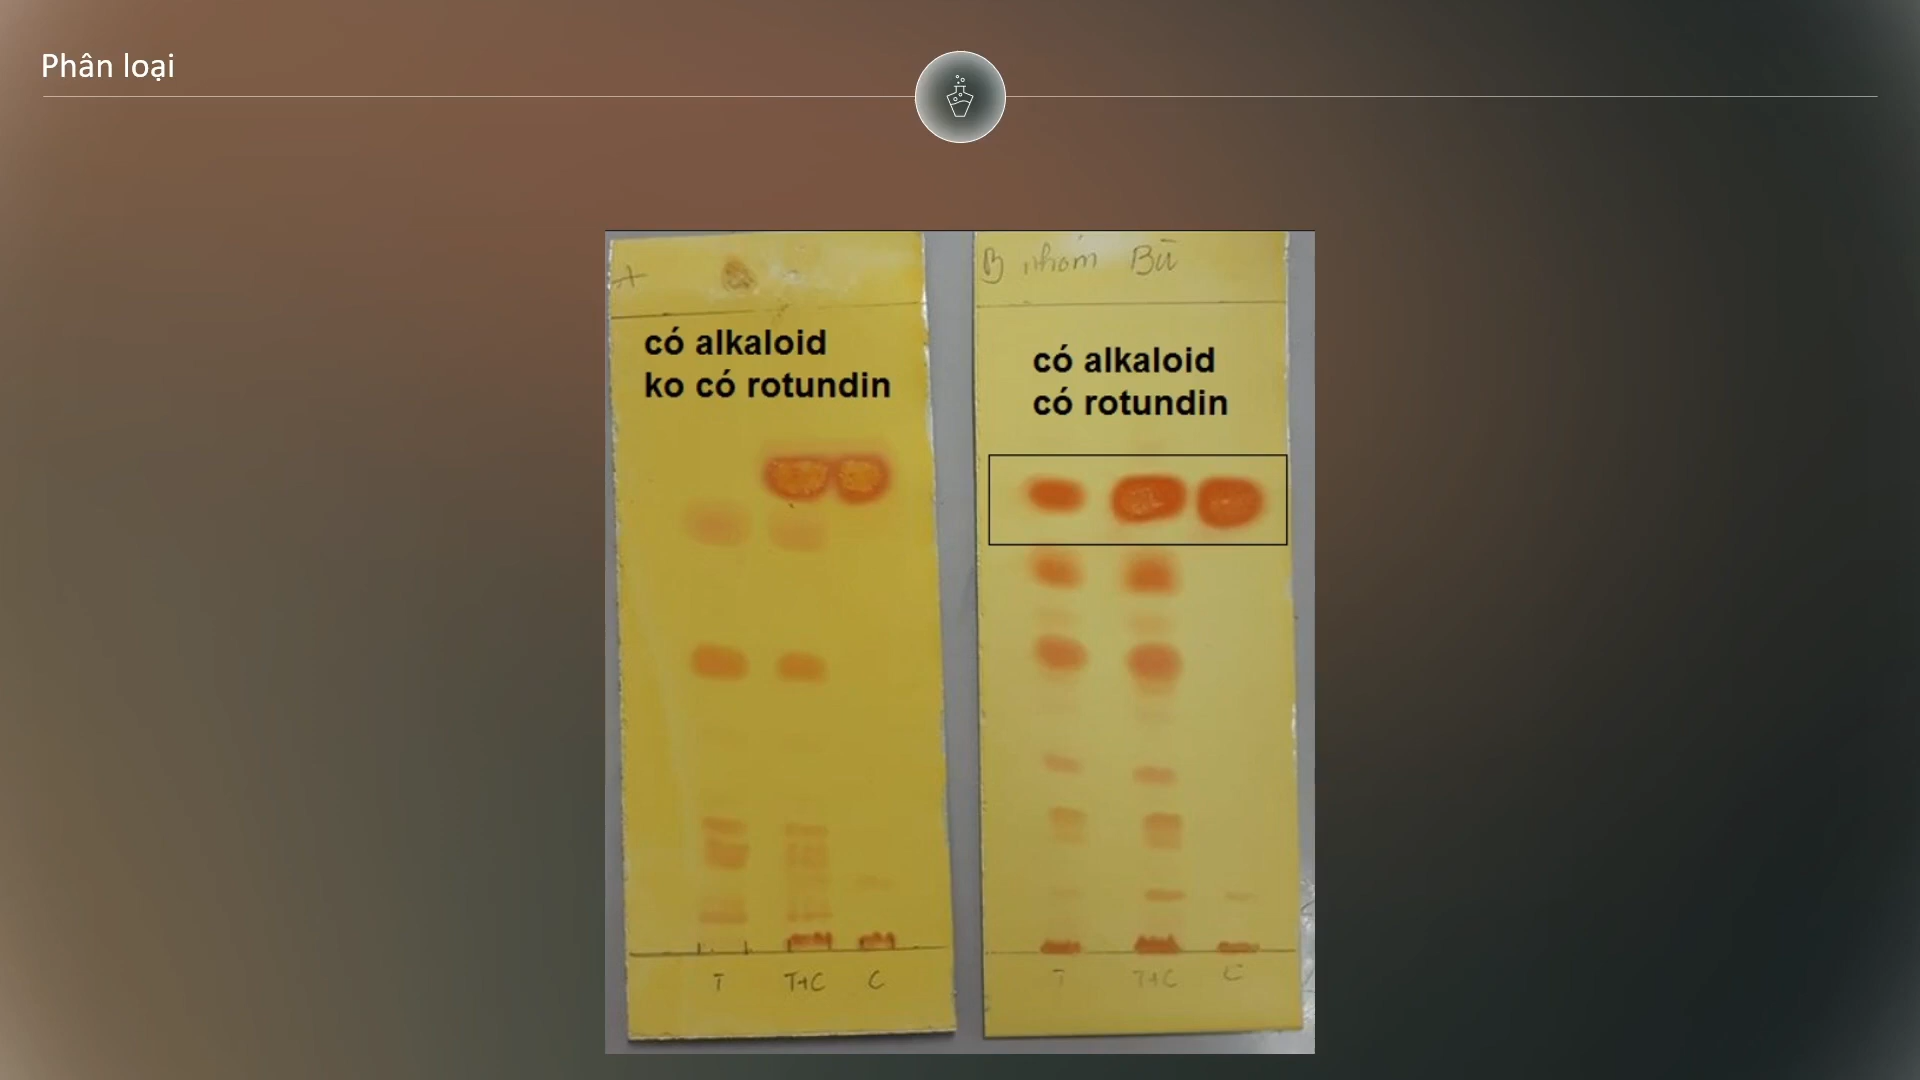 Phân loại
A
B nhóm Bù
có alkaloid
ko có rotundin
có alkaloid
có rotundin
T T+C C
T T+C C